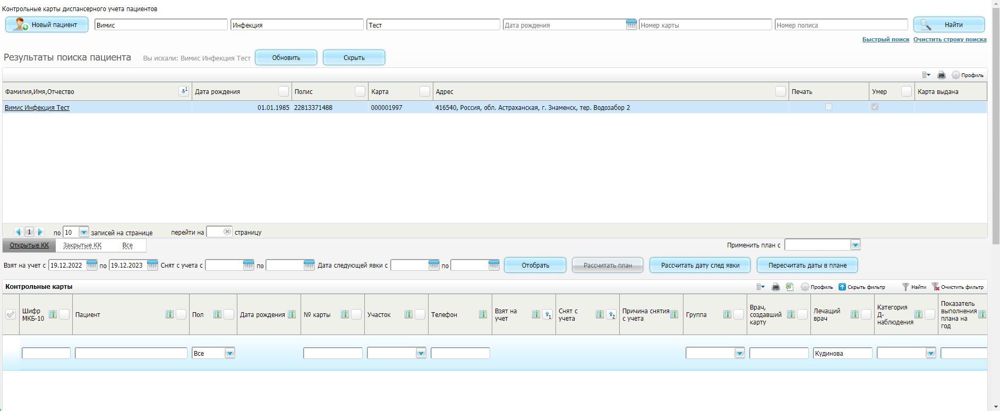 Контрольные карты диспансерного учета пациентов
Новый пациент Вимис Инфекция Тест Дата рождения Номер карты Номер полиса Найти
Быстрый поиск Очистить строку поиска
Результаты поиска пациента Вы искали: Вимис Инфекция Тест Обновить Скрыть
Профиль
Фамилия,Имя,Отчество 1 Дата рождения Полис Карта Адрес Печать Умер Карта выдана
Вимис Инфекция Тест 01.01.1985 22813371488 000001997 416540, Россия, обл. Астраханская, г. Знаменск, тер. Водозабор 2
1 по 10 записей на странице перейти на страницу
Открытые КК Закрытые КК Все Применить план с
Взят на учет с 19.12.2022 по 19.12.2023 Снят с учета с по Дата следующей явки с по Отобрать Рассчитать план Рассчитать дату след явки Пересчитать даты в плане
Контрольные карты Профиль Скрыть фильтр Найти Очистить фильтр
Шифр МКБ-10 Пациент Пол Дата рождения № карты Участок Телефон Взят на учет 1 Снят с учета 2 Причина снятия с учета Группа Врач, создавший карту Лечащий врач Категория Д-наблюдения Показатель выполнения плана на год
Все Кудинова